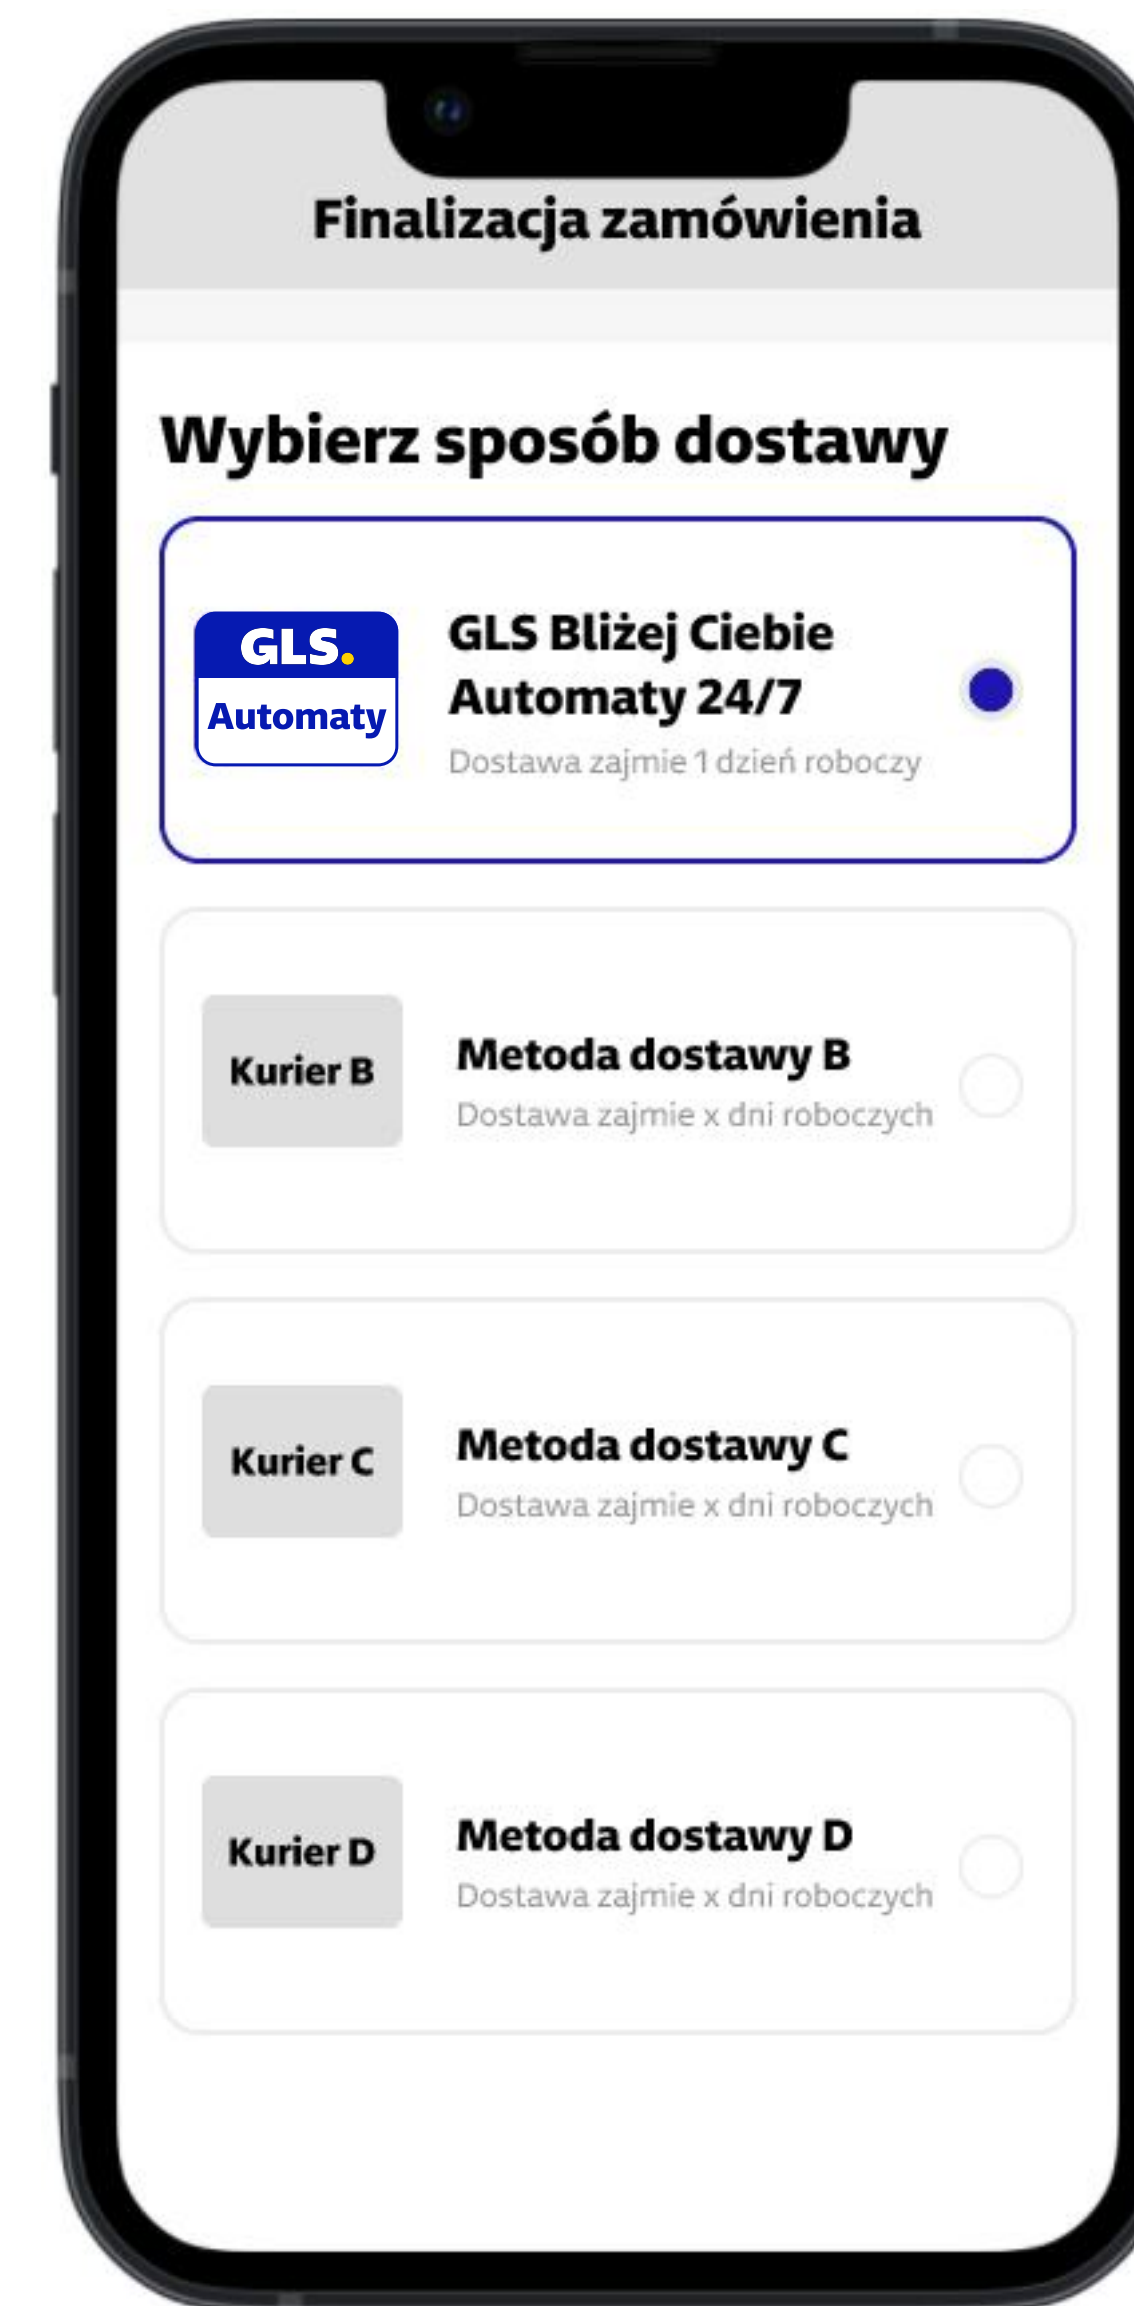 Finalizacja zamówienia
Wybierz sposób dostawy
GLS.
Automaty
GLS Bliżej Ciebie
Automaty 24/7
Dostawa zajmie 1 dzień roboczy
Kurier B
Metoda dostawy B
Dostawa zajmie x dni roboczych
Kurier C
Metoda dostawy C
Dostawa zajmie x dni roboczych
Kurier D
Metoda dostawy D
Dostawa zajmie x dni roboczych